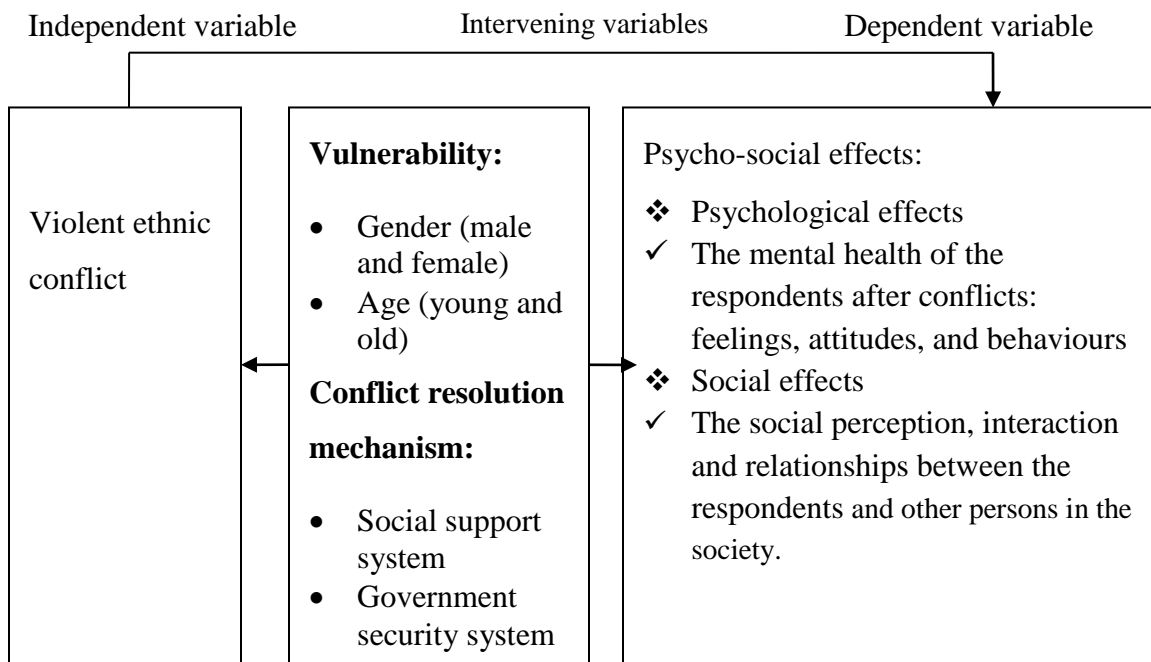 Independent variable
Intervening variables
Dependent variable
Violent ethnic
conflict
Vulnerability:
• Gender (male
and female)
• Age (young and
old)
Conflict resolution
mechanism:
• Social support
system
• Government
security system
Psycho-social effects:
❖ Psychological effects
✓ The mental health of the
respondents after conflicts:
feelings, attitudes, and behaviours
❖ Social effects
✓ The social perception, interaction
and relationships between the
respondents and other persons in the
society.